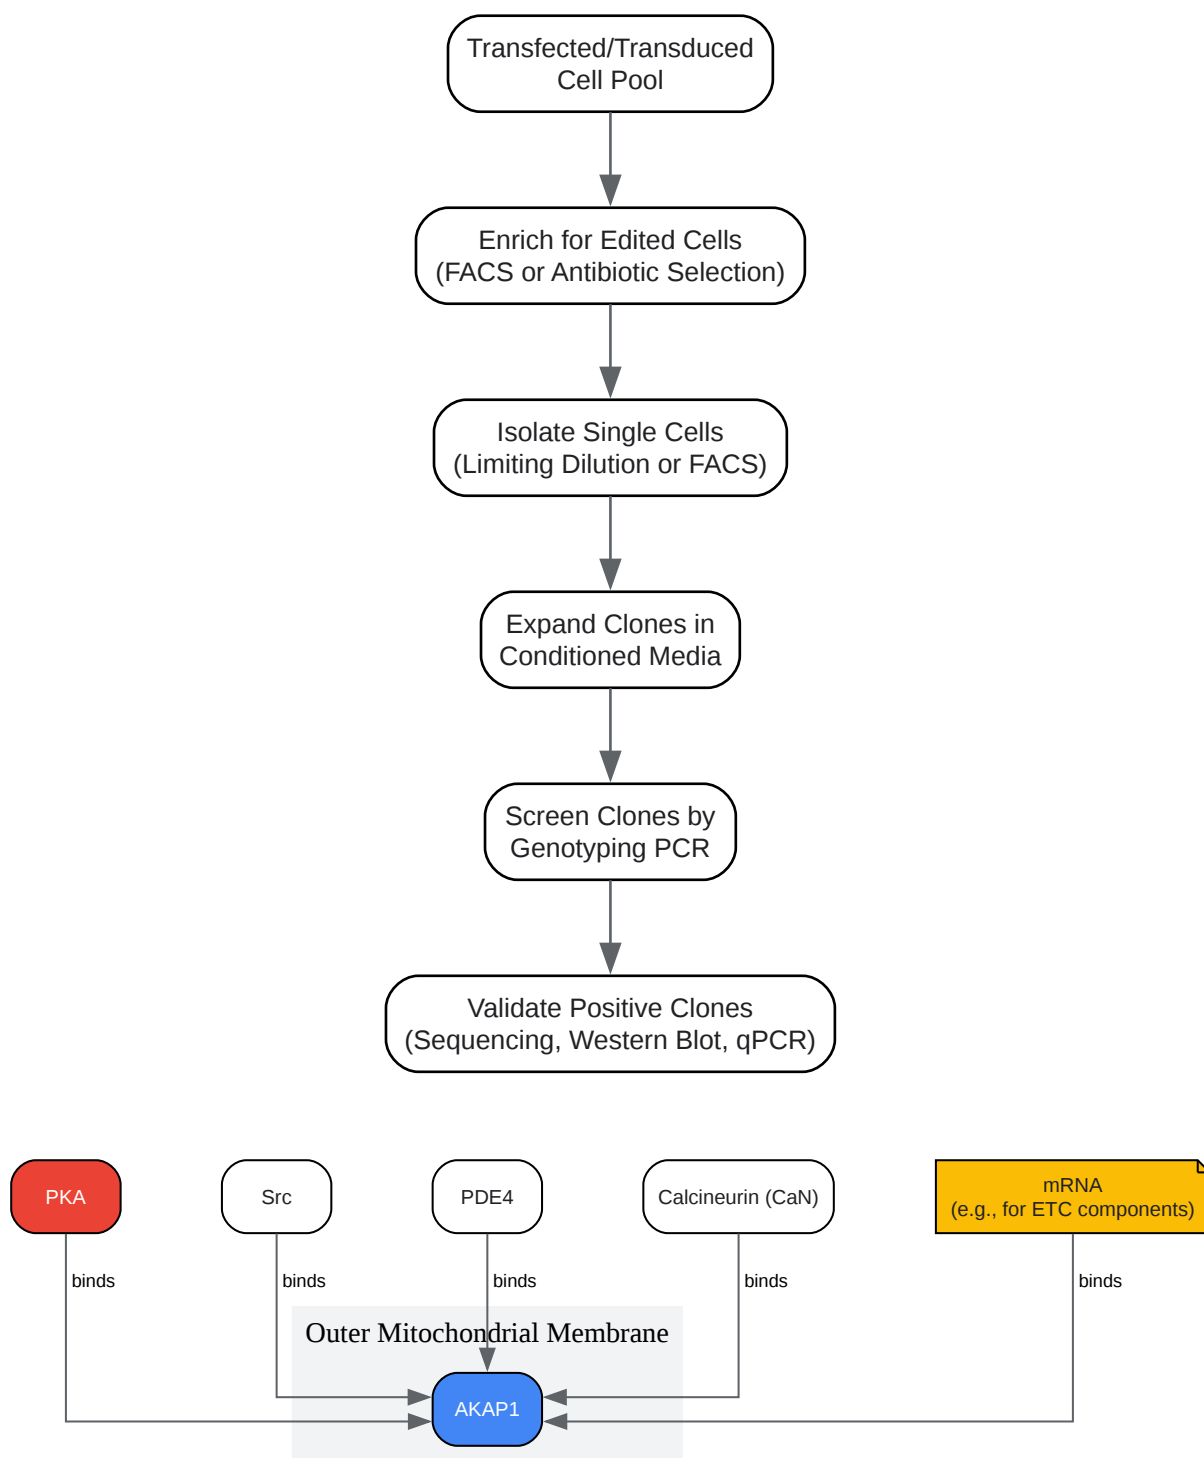 Transfected/Transduced
Cell Pool
Enrich for Edited Cells
(FACS or Antibiotic Selection)
Isolate Single Cells
(Limiting Dilution or FACS)
Expand Clones in
Conditioned Media
Screen Clones by
Genotyping PCR
Validate Positive Clones
(Sequencing, Western Blot, qPCR)
PKA
Src
PDE4
Calcineurin (CaN)
mRNA
(e.g., for ETC components)
binds
binds
binds
binds
binds
Outer Mitochondrial Membrane
AKAP1